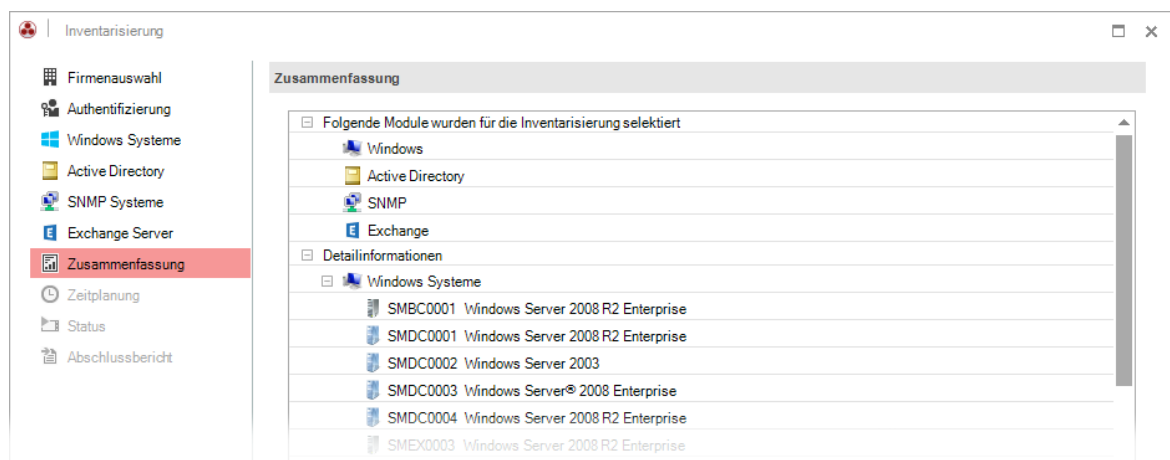 Inventarisierung
Firmenauswahl
Authentifizierung
Windows Systeme
Active Directory
SNMP Systeme
Exchange Server
Zusammenfassung
Zeitplanung
Status
Abschlussbericht
Zusammenfassung
Folgende Module wurden für die Inventarisierung selektiert
Windows
Active Directory
SNMP
Exchange
Detailinformationen
Windows Systeme
SMBC0001 Windows Server 2008 R2 Enterprise
SMDC0001 Windows Server 2008 R2 Enterprise
SMDC0002 Windows Server 2003
SMDC0003 Windows Server® 2008 Enterprise
SMDC0004 Windows Server 2008 R2 Enterprise
SMEX0003 Windows Server 2008 R2 Enterprise